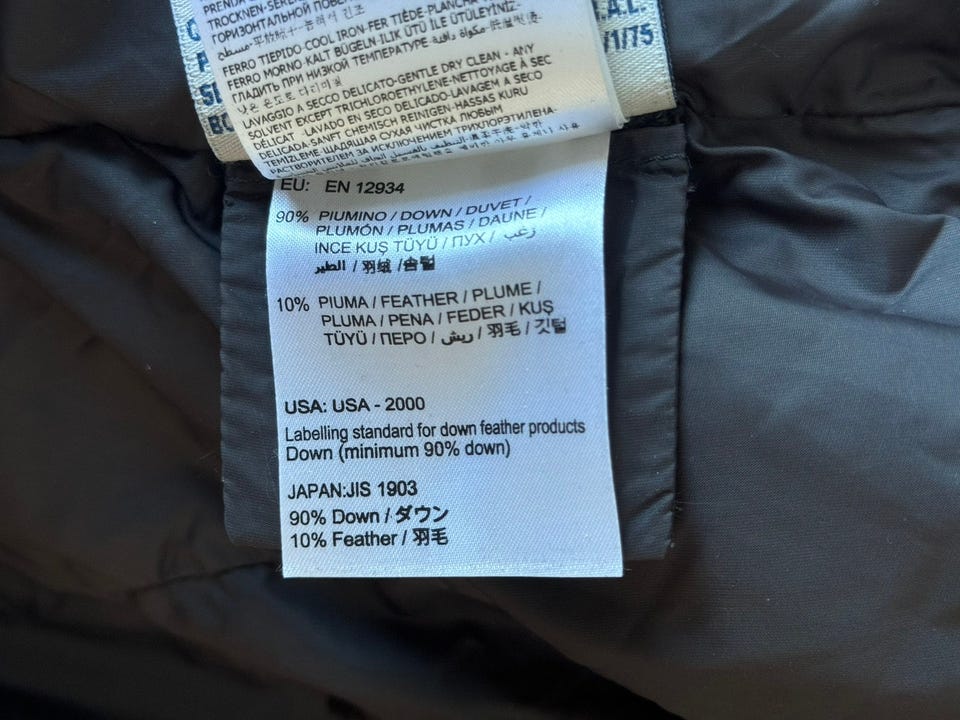 TROCKEN-SEREN
ГОРИЗОНТАЛЬНОЙ
FERRO TIEPIDO-COOL IRON-FER TIÈDE-PLANCHA
FERRO MORNO-KALT BÜGELN-ILIK ÜTÜ İLE ÜTÜLEYİNİZ-
ГЛАДИТЬ ПРИ НИЗКОЙ ТЕМПЕРАТУРЕ
LAVAGGIO A SECCO DELICATO-GENTLE DRY CLEAN - ANY
SOLVENT EXCEPT TRICHLOROETHYLENE-NETTOYAGE À SEC
DÉLICAT - LAVADO EN SECO DELICADO-LAVAGEM A SECO
DELICADA-SANFT CHEMISCH REINIGEN-HASSAS KURU
TEMİZLEME ЩАДЯЩАЯ СУХАЯ ЧИСТКА ЛЮБЫМ
РАСТВОРИТЕЛЕМ ЗА ИСКЛЮЧЕНИЕМ ТРИХЛОРЭТИЛЕНА-
.A.L.
/1/75
EU: EN 12934
90% PIUMINO / DOWN / DUVET /
PLUMÓN / PLUMAS / DAUNE /
INCE KUŞ TÜYÜ / ПУХ / زغب
الطير / 羽绒 / 솜털
10% PIUMA / FEATHER / PLUME /
PLUMA / PENA / FEDER / KUŞ
TÜYÜ / ПЕРО / ريش / 羽毛 / 깃털
USA: USA - 2000
Labelling standard for down feather products
Down (minimum 90% down)
JAPAN:JIS 1903
90% Down / ダウン
10% Feather / 羽毛